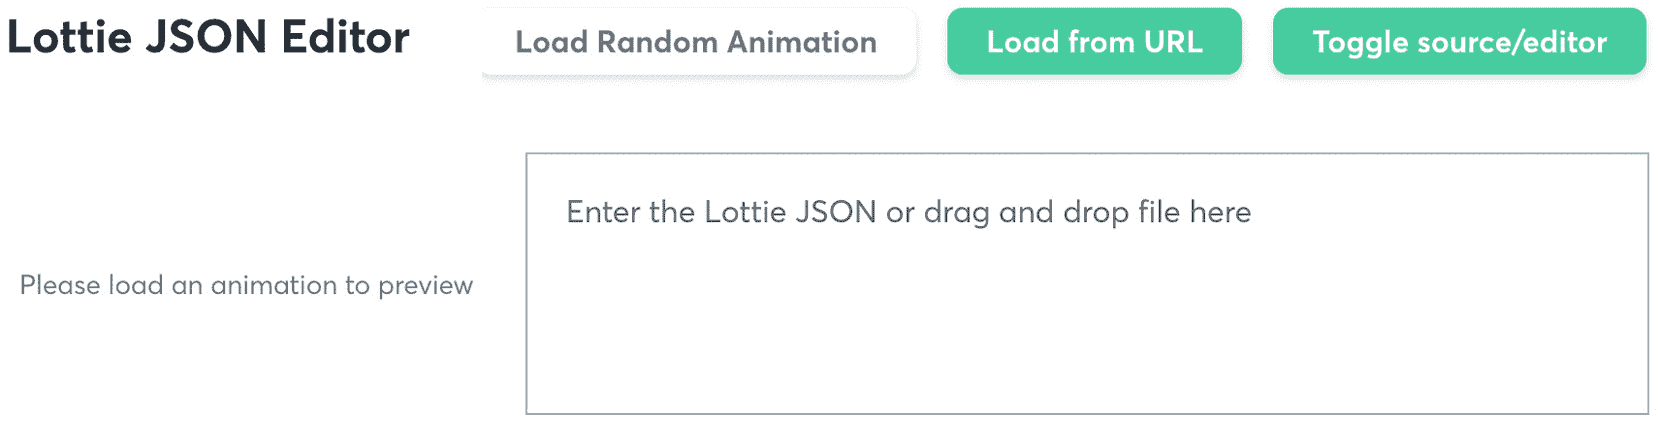 Lottie JSON Editor
Load Random Animation
Load from URL
Toggle source/editor
Enter the Lottie JSON or drag and drop file here
Please load an animation to preview